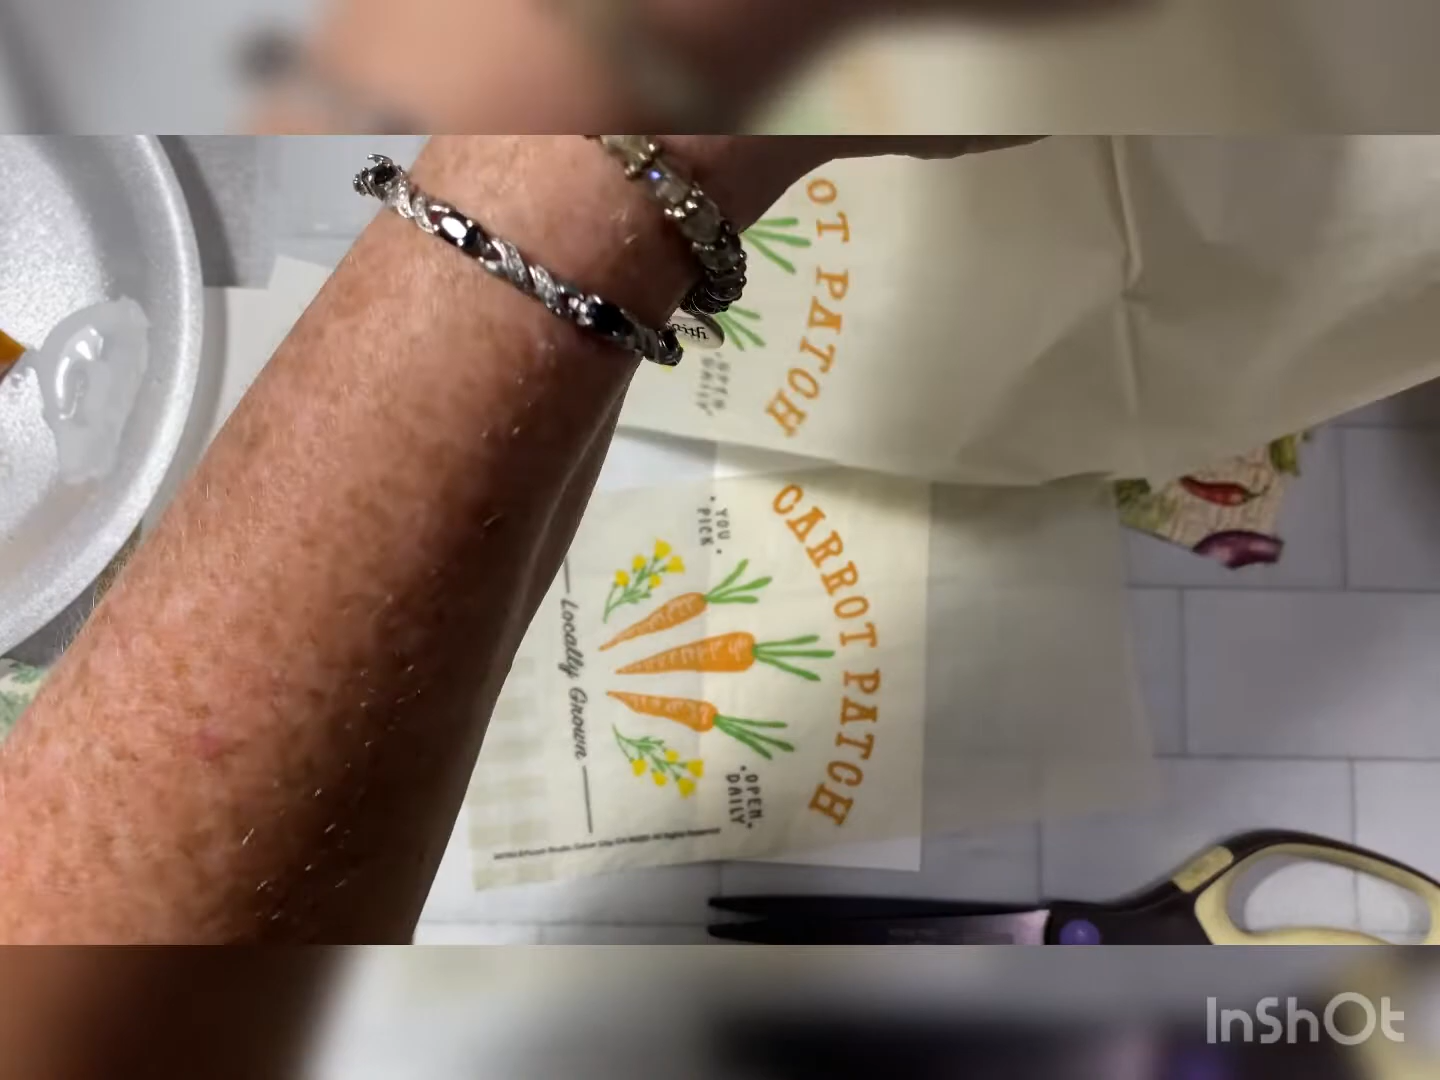 OT PATCH
OPEN
DAILY
CARROT PATCH
YOU
PICK
OPEN
DAILY
Locally Grown
InShOt